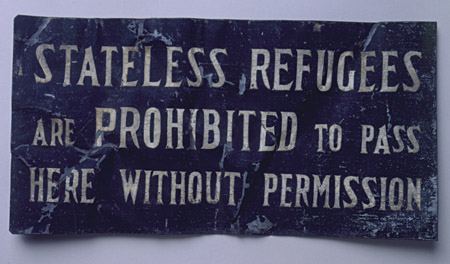 STATELESS REFUGEES
ARE PROHIBITED TO PASS
HERE WITHOUT PERMISSION